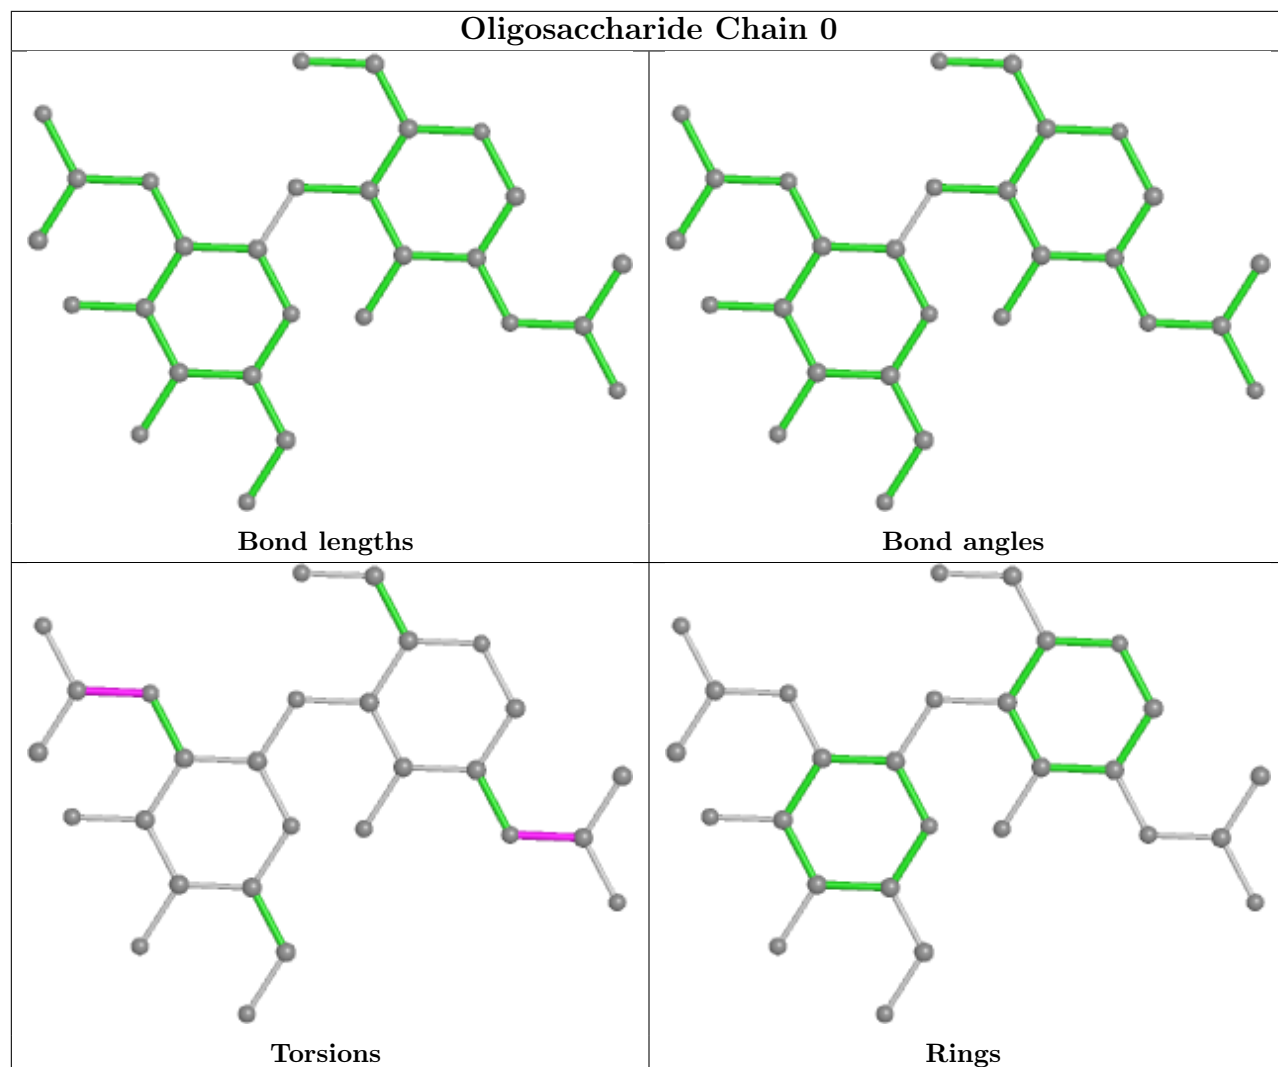 Oligosaccharide Chain 0
Bond lengths
Bond angles
Torsions
Rings